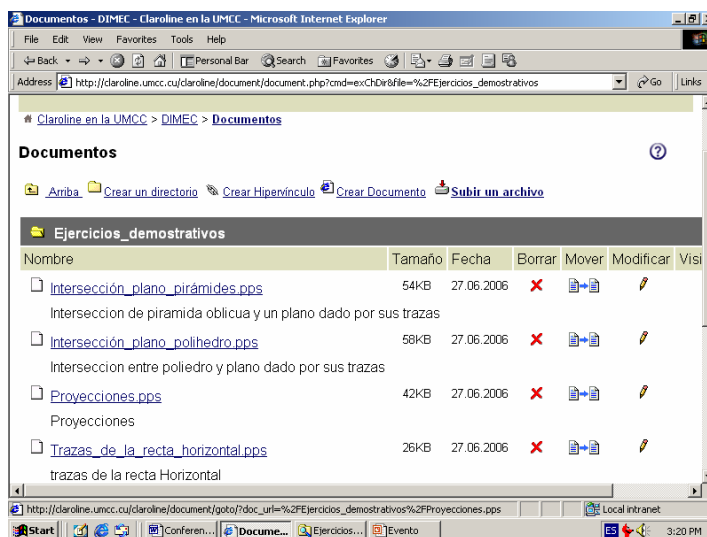 Documentos - DIMEC - Claroline en la UMCC - Microsoft Internet Explorer
File Edit View Favorites Tools Help
Back Personal Bar Search Favorites
Address http://claroline.umcc.cu/claroline/document/document.php?cmd=exChDir&file=%2FEjercicios_demostrativos Go Links
Claroline en la UMCC > DIMEC > Documentos
Documentos
Arriba Crear un directorio Crear Hipervínculo Crear Documento Subir un archivo
Ejercicios_demostrativos
Nombre Tamaño Fecha Borrar Mover Modificar Visi
Intersección_plano_pirámides.pps 54KB 27.06.2006
Interseccion de piramida oblicua y un plano dado por sus trazas
Intersección_plano_polihedro.pps 58KB 27.06.2006
Interseccion entre poliedro y plano dado por sus trazas
Proyecciones.pps 42KB 27.06.2006
Proyecciones
Trazas_de_la_recta_horizontal.pps 26KB 27.06.2006
trazas de la recta Horizontal
http://claroline.umcc.cu/claroline/document/goto/?doc_url=%2FEjercicios_demostrativos%2FProyecciones.pps Local intranet
Start Conferen... Docume... Ejercicios... Evento ES 3:20 PM